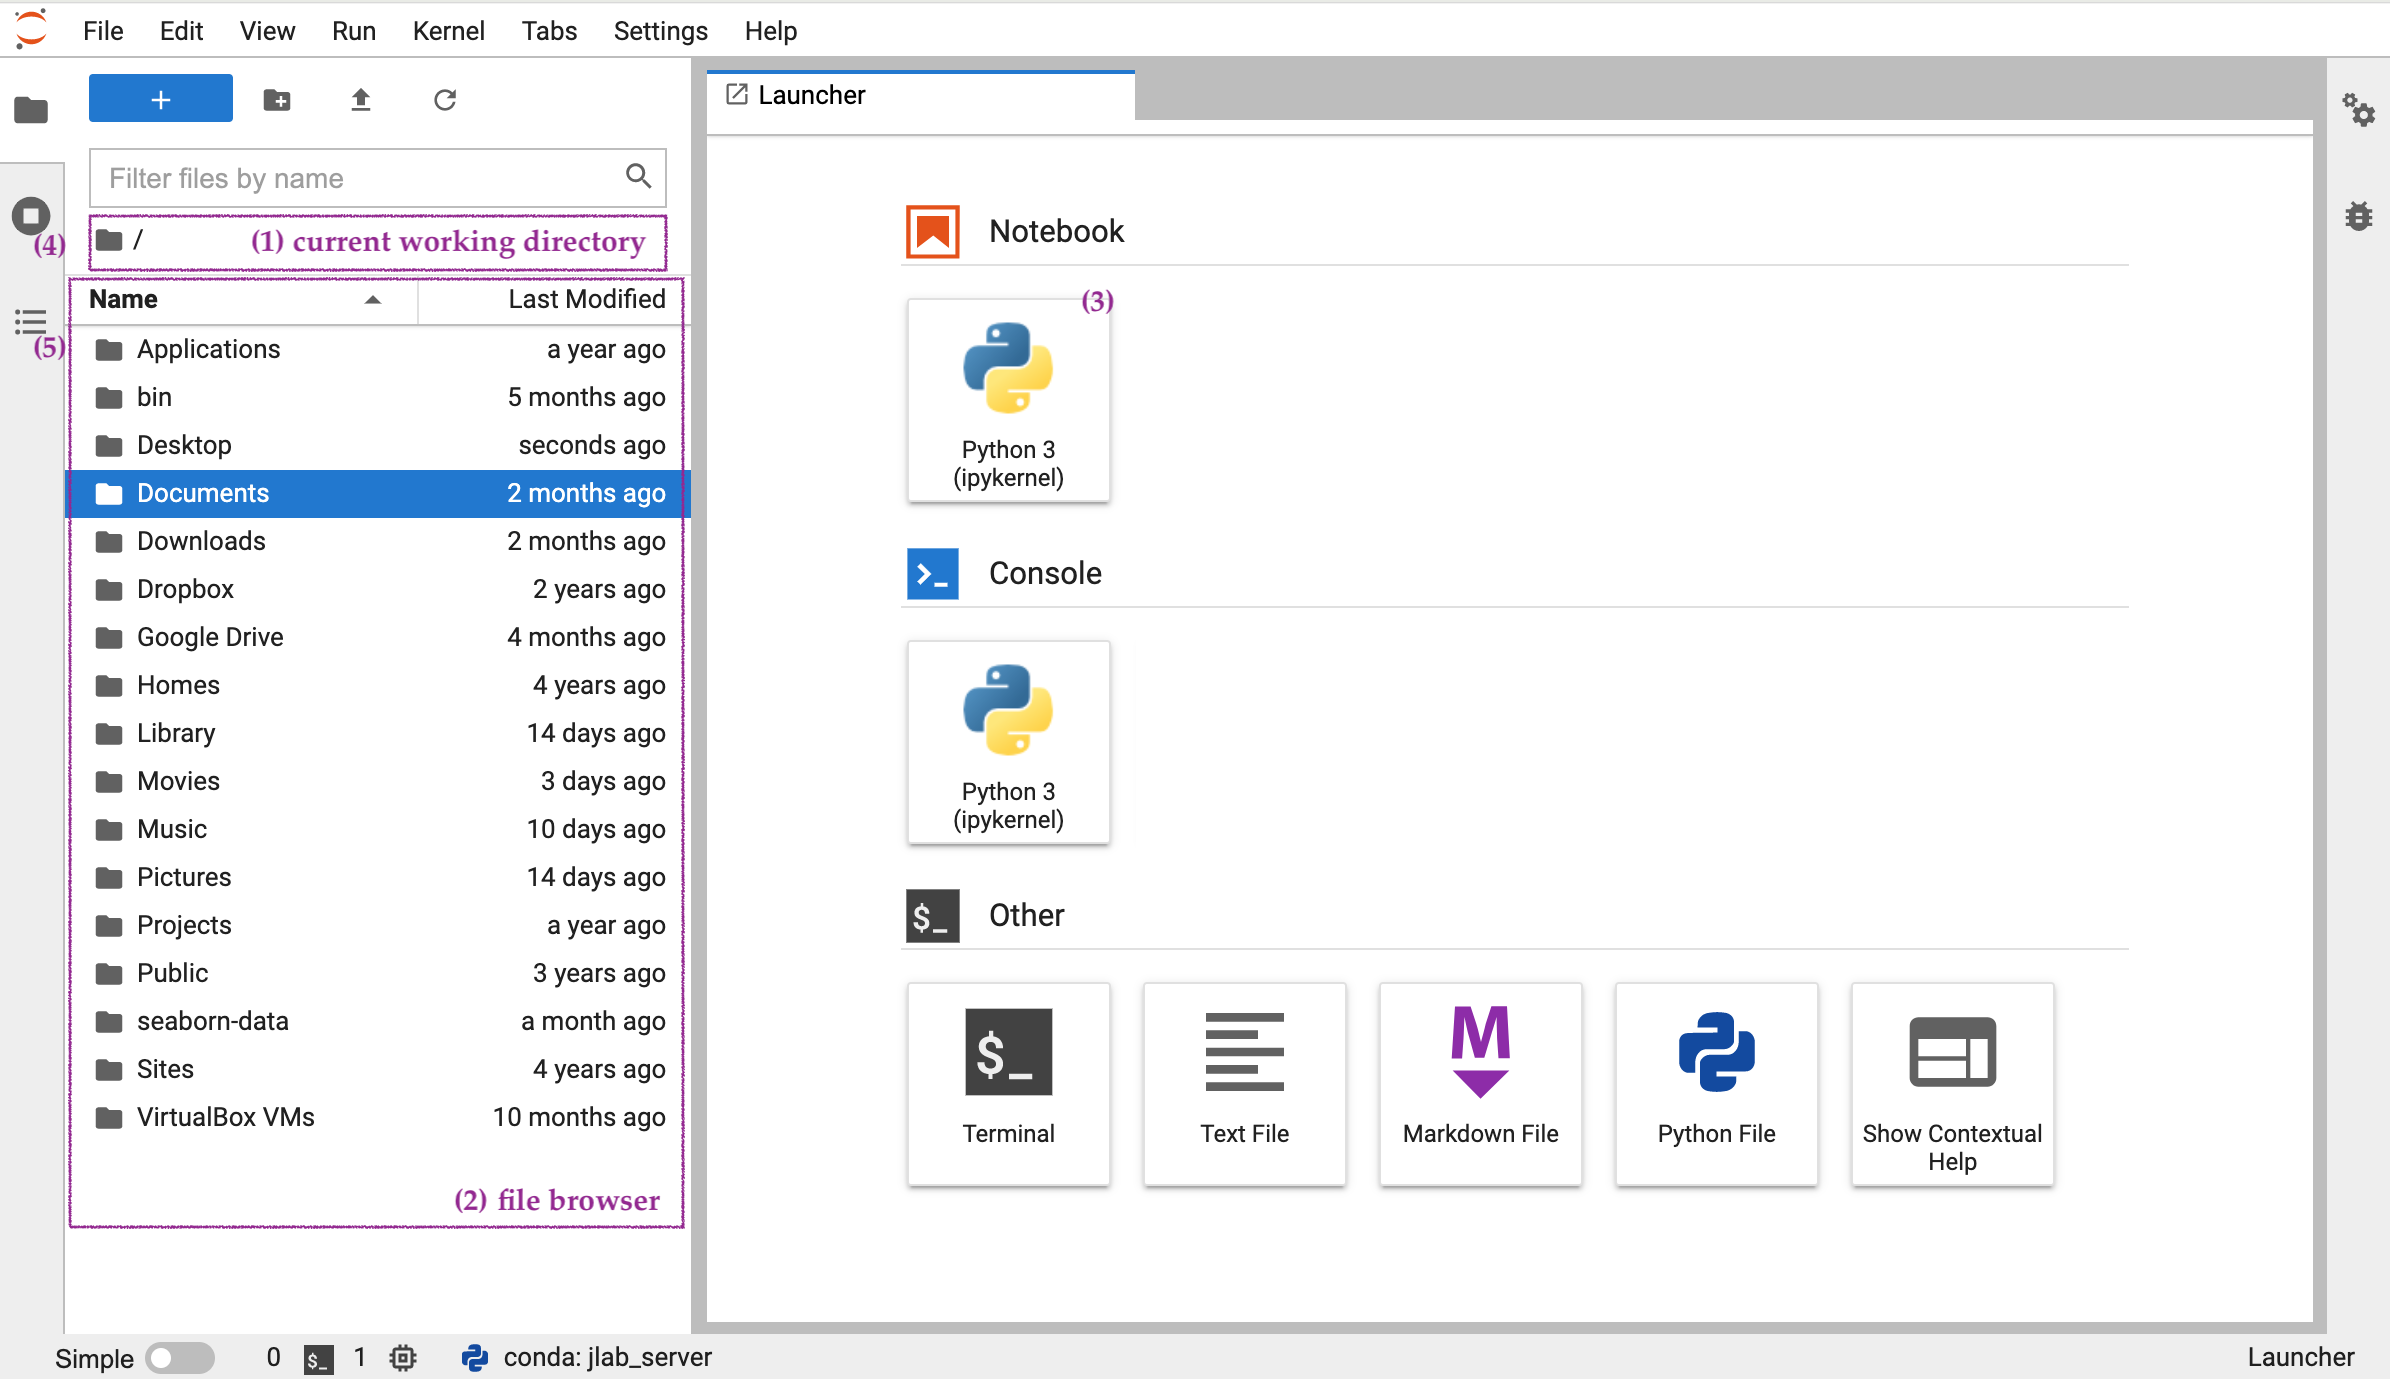 File Edit View Run Kernel Tabs Settings Help
+
Filter files by name
(4)
/ (1) current working directory
Name Last Modified
(5)
Applications a year ago
bin 5 months ago
Desktop seconds ago
Documents 2 months ago
Downloads 2 months ago
Dropbox 2 years ago
Google Drive 4 months ago
Homes 4 years ago
Library 14 days ago
Movies 3 days ago
Music 10 days ago
Pictures 14 days ago
Projects a year ago
Public 3 years ago
seaborn-data a month ago
Sites 4 years ago
VirtualBox VMs 10 months ago
(2) file browser
Launcher
Notebook
(3)
Python 3
(ipykernel)
>_ Console
Python 3
(ipykernel)
$_ Other
$_
Terminal
Text File
M
Markdown File
Python File
Show Contextual
Help
Simple 0 $_ 1 conda: jlab_server Launcher